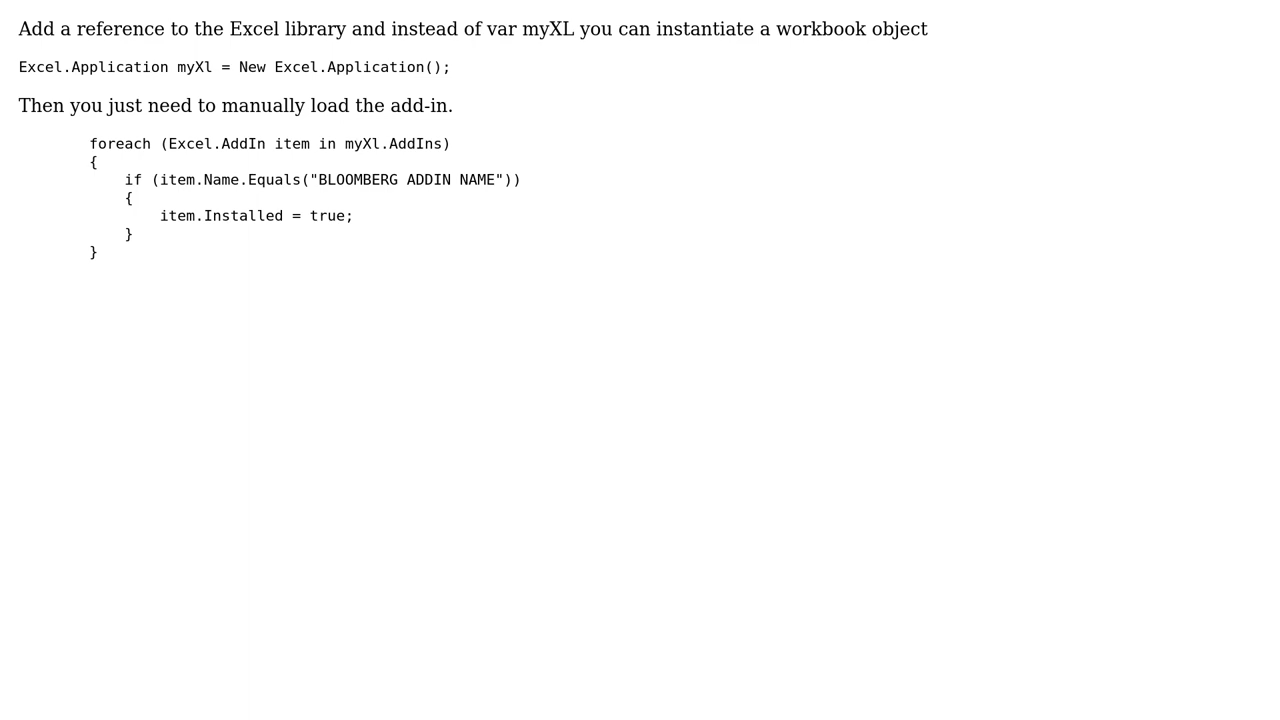 Add a reference to the Excel library and instead of var myXL you can instantiate a workbook object
Excel.Application myXl = New Excel.Application();
Then you just need to manually load the add-in.
        foreach (Excel.AddIn item in myXl.AddIns)
        {
            if (item.Name.Equals("BLOOMBERG ADDIN NAME"))
            {
                item.Installed = true;
            }
        }